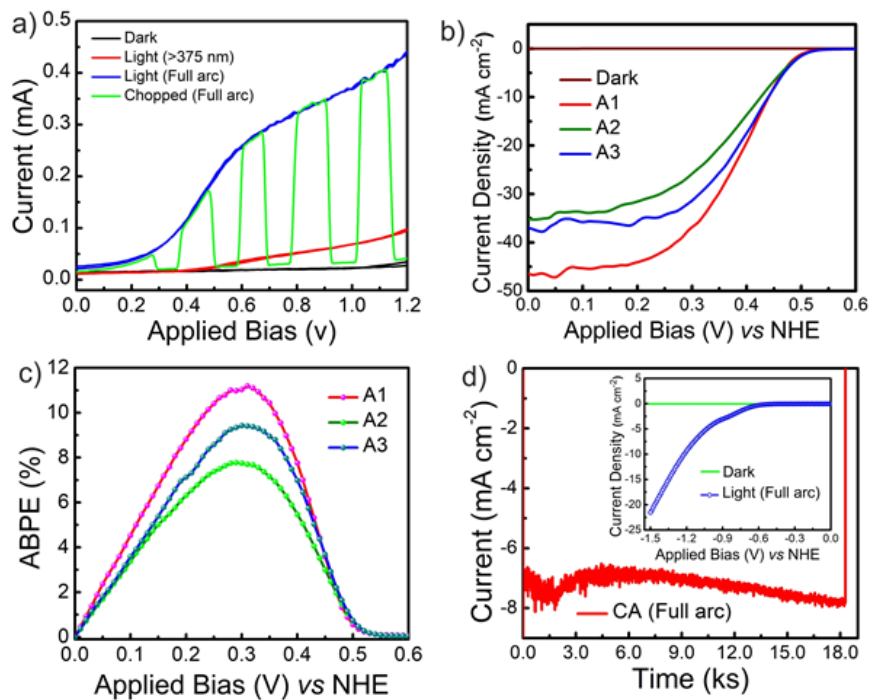 a)
Dark
Light (>375 nm)
Light (Full arc)
Chopped (Full arc)
Current (mA)
0.5
0.4
0.3
0.2
0.1
0.0
0.0 0.2 0.4 0.6 0.8 1.0 1.2
Applied Bias (v)
b)
Dark
A1
A2
A3
Current Density (mA cm⁻²)
0
-10
-20
-30
-40
-50
0.0 0.1 0.2 0.3 0.4 0.5 0.6
Applied Bias (V) vs NHE
c)
A1
A2
A3
ABPE (%)
12
10
8
6
4
2
0
0.0 0.2 0.4 0.6
Applied Bias (V) vs NHE
d)
Current (mA cm⁻²)
0
-2
-4
-6
-8
CA (Full arc)
0.0 3.0 6.0 9.0 12.0 15.0 18.0
Time (ks)
Current Density (mA cm⁻²)
5
0
-5
-10
-15
-20
-25
Dark
Light (Full arc)
-1.5 -1.2 -0.9 -0.6 -0.3 0.0
Applied Bias (V) vs NHE